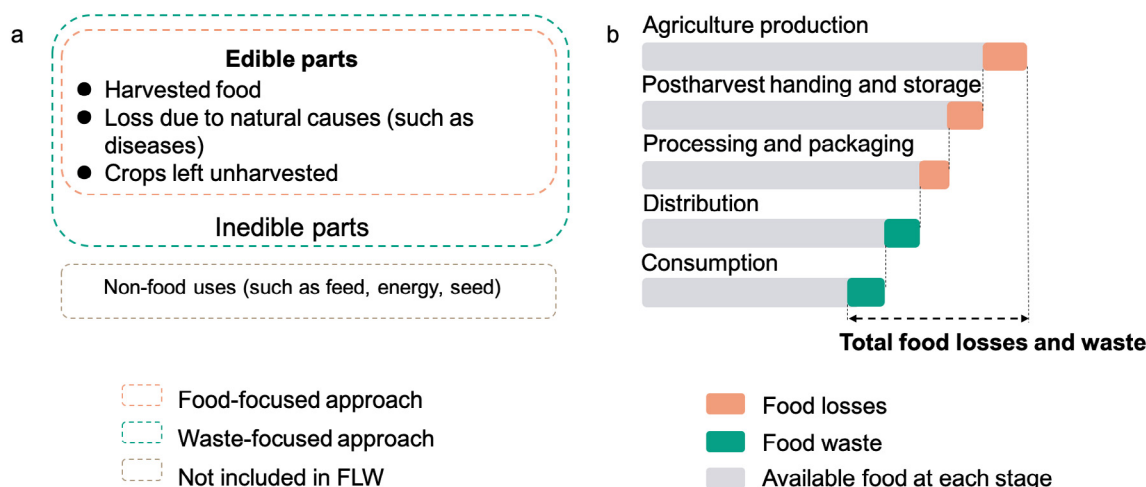 a
Edible parts
● Harvested food
● Loss due to natural causes (such as
diseases)
● Crops left unharvested
Inedible parts
Non-food uses (such as feed, energy, seed)
Food-focused approach
Waste-focused approach
Not included in FLW
b
Agriculture production
Postharvest handing and storage
Processing and packaging
Distribution
Consumption
Total food losses and waste
Food losses
Food waste
Available food at each stage